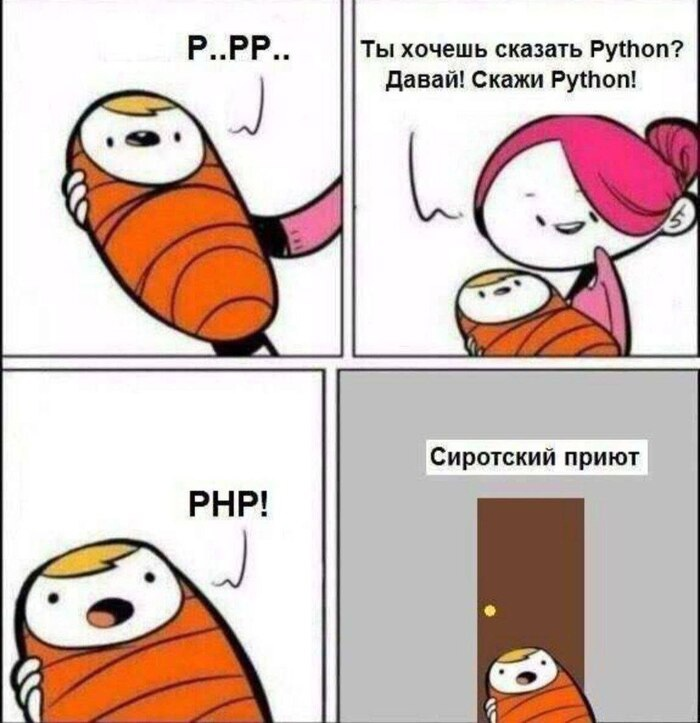 P..PP..
Ты хочешь сказать Python?
Давай! Скажи Python!
PHP!
Сиротский приют